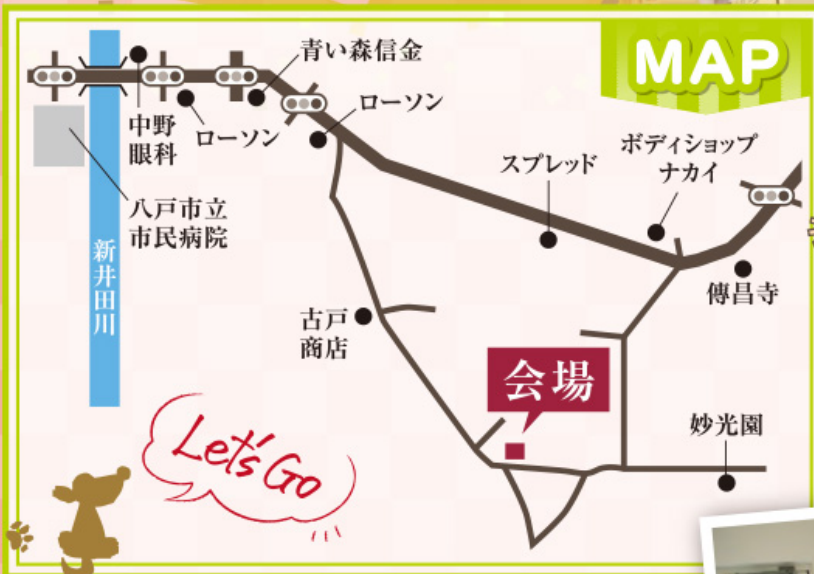 MAP
青い森信金
ローソン
中野
眼科
ローソン
八戸市立
市民病院
新井田川
スプレッド
ボディショップ
ナカイ
傳昌寺
古戸
商店
会場
妙光園
Let's Go